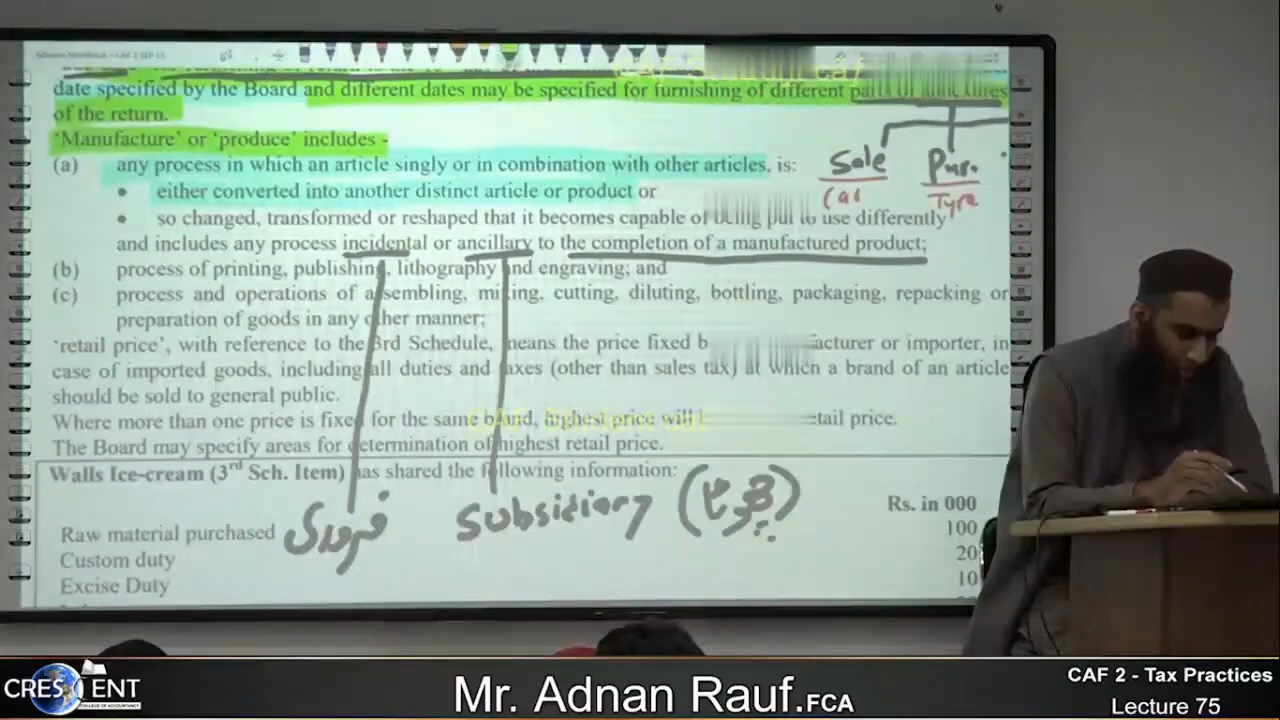 date specified by the Board and different dates may be specified for furnishing of different parts or annexures
of the return.
‘Manufacture’ or ‘produce’ includes -
(a) any process in which an article singly or in combination with other articles, is:
• either converted into another distinct article or product or
• so changed, transformed or reshaped that it becomes capable of being put to use differently
and includes any process incidental or ancillary to the completion of a manufactured product;
(b) process of printing, publishing, lithography and engraving; and
(c) process and operations of assembling, mixing, cutting, diluting, bottling, packaging, repacking or
preparation of goods in any other manner;
‘retail price’, with reference to the 3rd Schedule, means the price fixed b acturer or importer, in
case of imported goods, including all duties and taxes (other than sales tax) at which a brand of an article
should be sold to general public.
Where more than one price is fixed for the same brand, highest price will etail price.
The Board may specify areas for determination of highest retail price.
Walls Ice-cream (3rd Sch. Item) has shared the following information:
Rs. in 000
Raw material purchased 100
Custom duty 20
Excise Duty 10
Sale Pur.
Type
Subsidiary
CRESCENT
COLLEGE OF ACCOUNTANCY
Mr. Adnan Rauf.FCA
CAF 2 - Tax Practices
Lecture 75